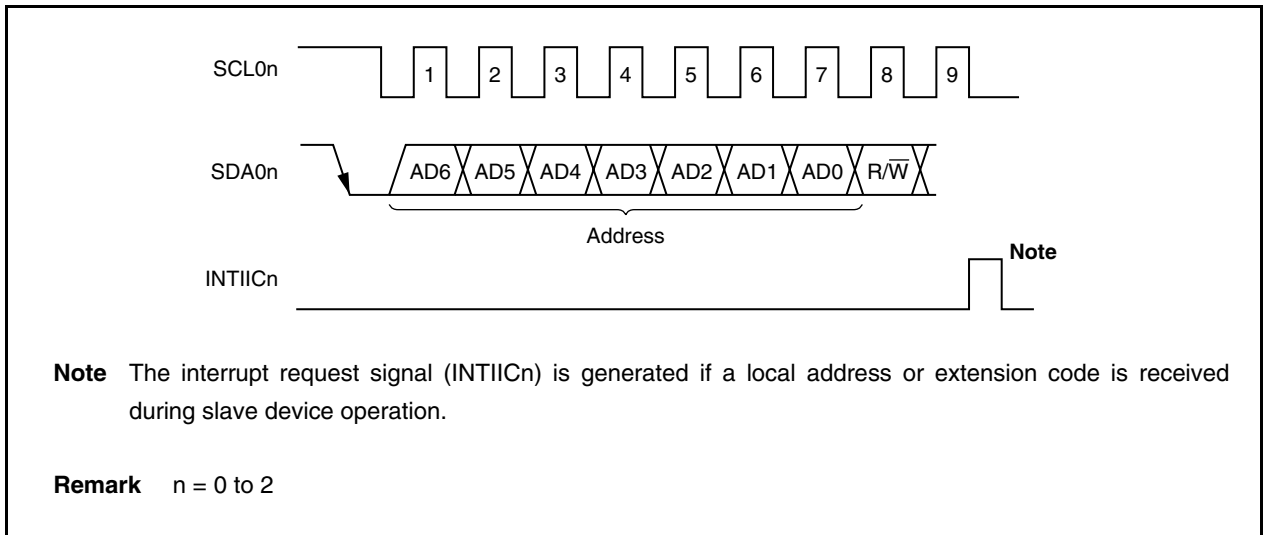 SCL0n
1 2 3 4 5 6 7 8 9
SDA0n
AD6 AD5 AD4 AD3 AD2 AD1 AD0 R/W̅
Address
INTIICn
Note
Note The interrupt request signal (INTIICn) is generated if a local address or extension code is received
during slave device operation.
Remark n = 0 to 2